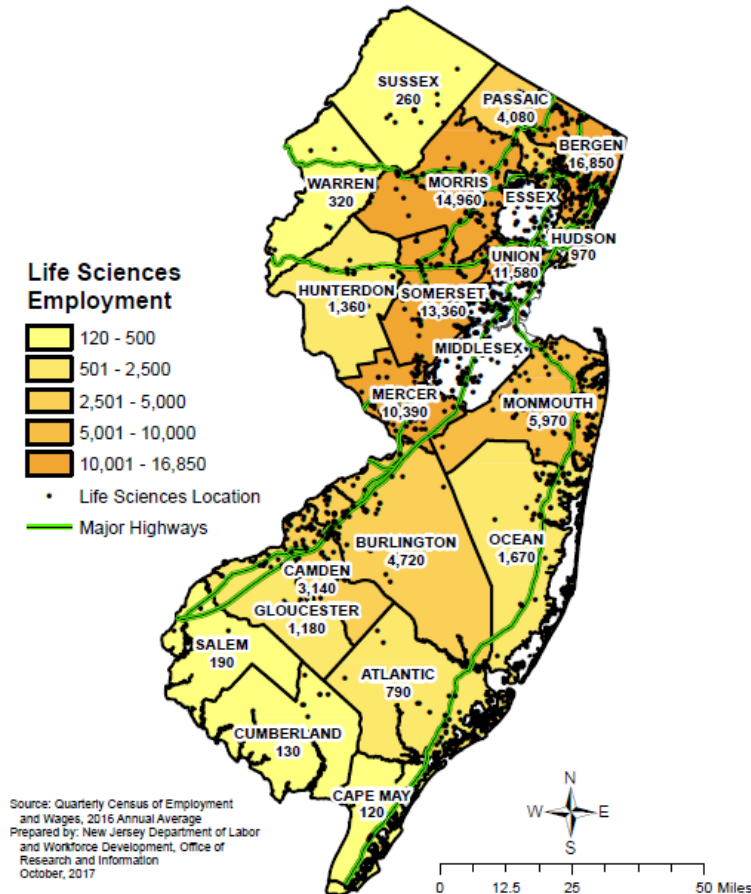 SUSSEX
260
PASSAIC
4,080
BERGEN
16,850
WARREN
320
MORRIS
14,960
ESSEX
HUDSON
970
UNION
11,580
HUNTERDON
1,360
SOMERSET
13,360
MIDDLESEX
MERCER
10,390
MONMOUTH
5,970
Life Sciences
Employment
120 - 500
501 - 2,500
2,501 - 5,000
5,001 - 10,000
10,001 - 16,850
Life Sciences Location
Major Highways
BURLINGTON
4,720
OCEAN
1,670
CAMDEN
3,140
GLOUCESTER
1,180
SALEM
190
ATLANTIC
790
CUMBERLAND
130
CAPE MAY
120
Source: Quarterly Census of Employment
and Wages, 2016 Annual Average
Prepared by: New Jersey Department of Labor
and Workforce Development, Office of
Research and Information
October, 2017
N
W E
S
0 12.5 25 50 Miles